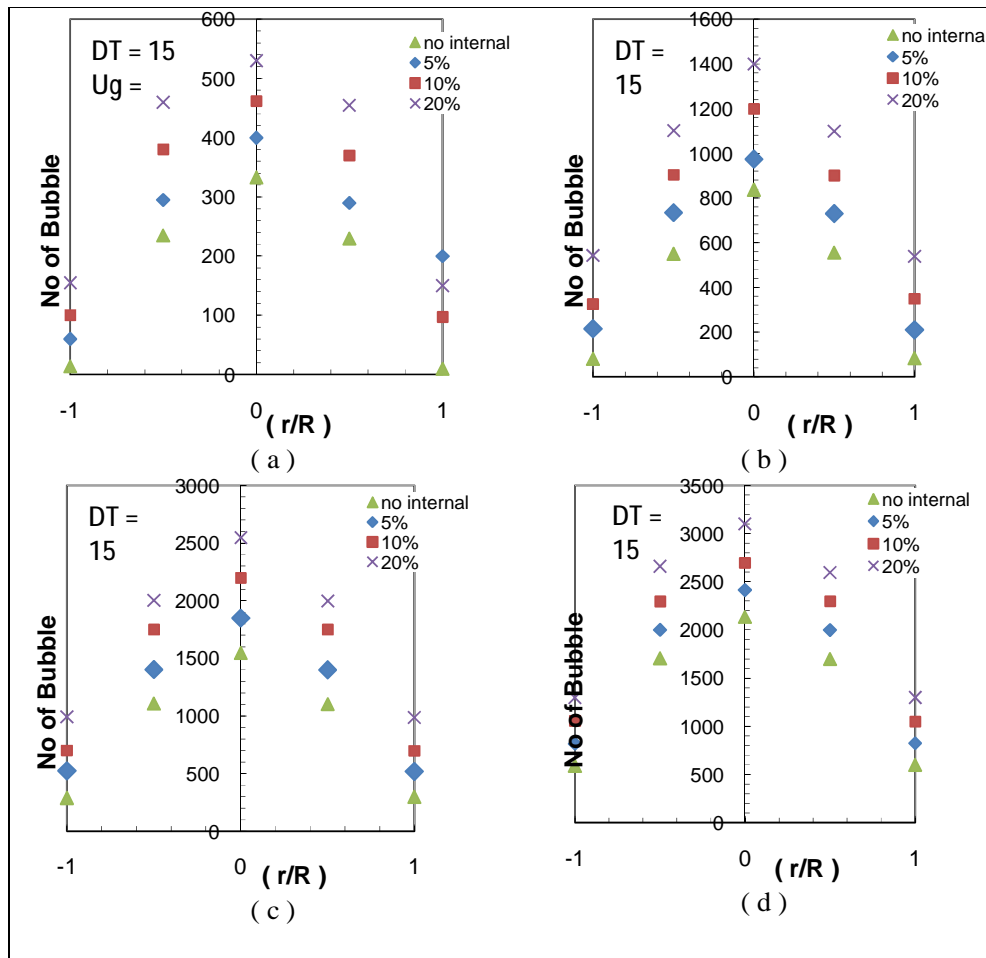 DT = 15
Ug =
600
500
400
300
200
100
0
no internal
5%
10%
20%
No of Bubble
-1
0
1
( r/R )
( a )
DT =
15
1600
1400
1200
1000
800
600
400
200
0
no internal
5%
10%
20%
No of Bubble
-1
0
1
( r/R )
( b )
DT =
15
3000
2500
2000
1500
1000
500
0
no internal
5%
10%
20%
No of Bubble
-1
0
1
( r/R )
( c )
DT =
15
3500
3000
2500
2000
1500
1000
500
0
no internal
5%
10%
20%
No of Bubble
-1
0
1
( r/R )
( d )